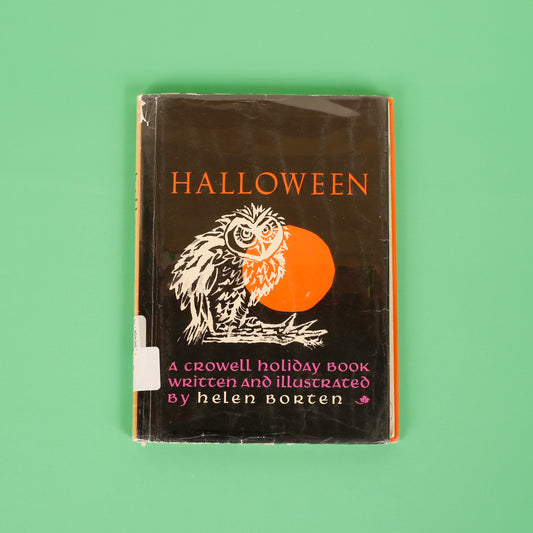 HALLOWEEN
A CROWELL HOLIDAY BOOK
WRITTEN AND ILLUSTRATED
BY HELEN BORTEN